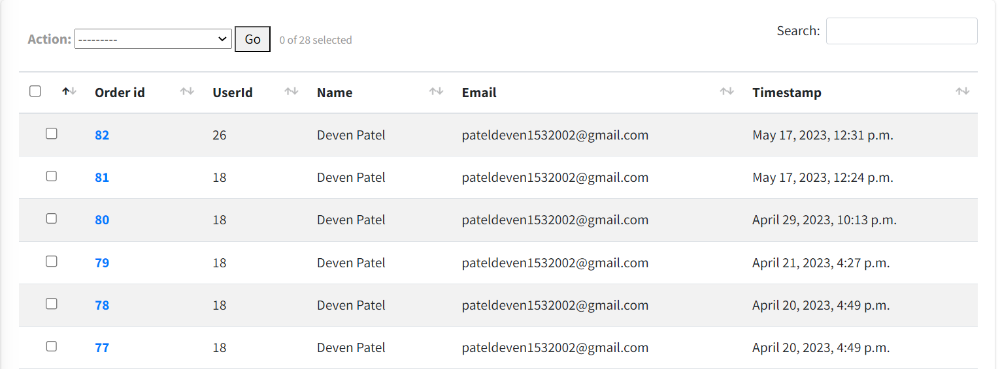 Action: --------- Go 0 of 28 selected Search:
Order id UserId Name Email Timestamp
82 26 Deven Patel pateldeven1532002@gmail.com May 17, 2023, 12:31 p.m.
81 18 Deven Patel pateldeven1532002@gmail.com May 17, 2023, 12:24 p.m.
80 18 Deven Patel pateldeven1532002@gmail.com April 29, 2023, 10:13 p.m.
79 18 Deven Patel pateldeven1532002@gmail.com April 21, 2023, 4:27 p.m.
78 18 Deven Patel pateldeven1532002@gmail.com April 20, 2023, 4:49 p.m.
77 18 Deven Patel pateldeven1532002@gmail.com April 20, 2023, 4:49 p.m.